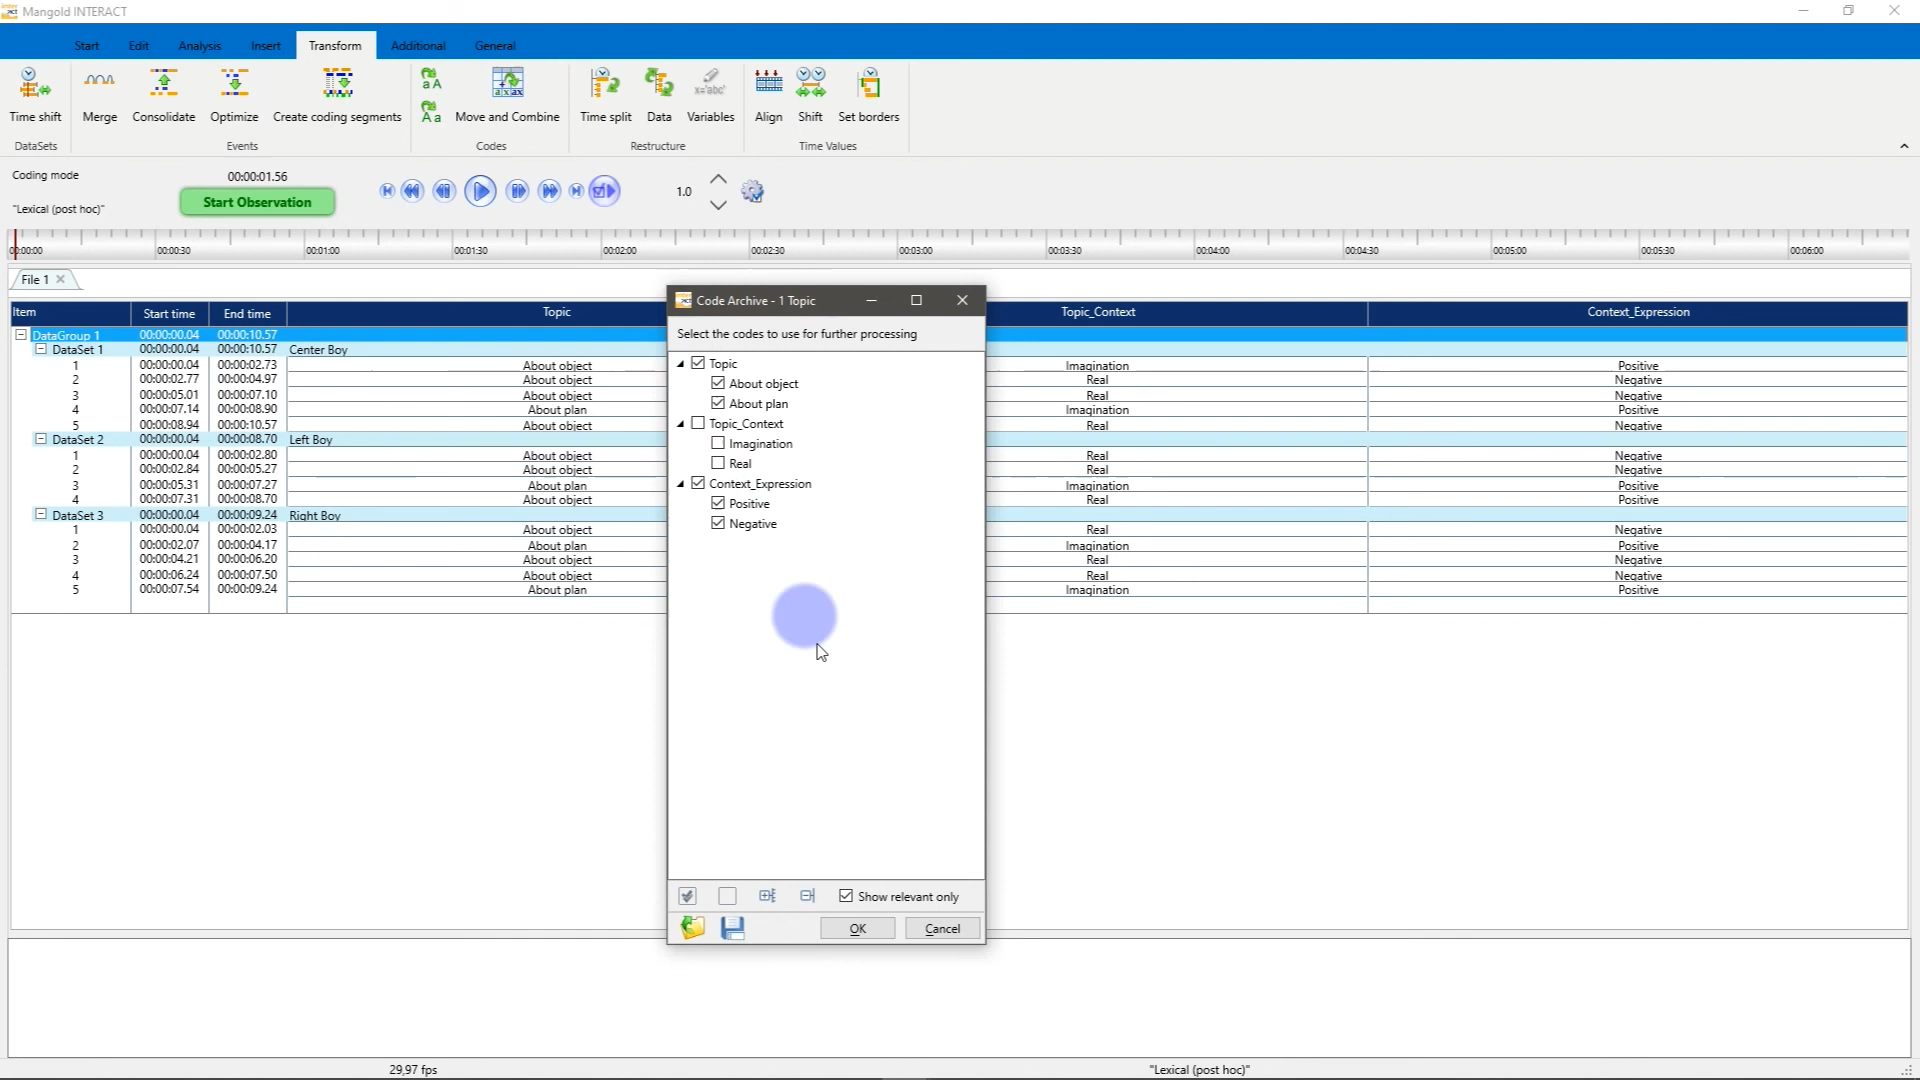 Mangold INTERACT
Start Edit Analysis Insert Transform Additional General
Time shift Merge Consolidate Optimize Create coding segments Move and Combine Time split Data Variables Align Shift Set borders
DataSets Events Codes Restructure Time Values
Coding mode
00:00:01.56
"Lexical (post hoc)"
Start Observation
1.0
00:00:00 00:00:30 00:01:00 00:01:30 00:02:00 00:02:30 00:03:00 00:03:30 00:04:00 00:04:30 00:05:00 00:05:30 00:06:00
File 1
Item Start time End time Topic Topic_Context Context_Expression
DataGroup 1 00:00:00.04 00:00:10.57
DataSet 1 00:00:00.04 00:00:10.57 Center Boy
1 00:00:00.04 00:00:02.73 About object Imagination Positive
2 00:00:02.77 00:00:04.97 About object Real Negative
3 00:00:05.01 00:00:07.10 About object Real Negative
4 00:00:07.14 00:00:08.90 About plan Imagination Positive
5 00:00:08.94 00:00:10.57 About object Real Negative
DataSet 2 00:00:00.04 00:00:08.70 Left Boy
1 00:00:00.04 00:00:02.80 About object Real Negative
2 00:00:02.84 00:00:05.27 About object Real Negative
3 00:00:05.31 00:00:07.27 About plan Imagination Positive
4 00:00:07.31 00:00:08.70 About object Real Positive
DataSet 3 00:00:00.04 00:00:09.24 Right Boy
1 00:00:00.04 00:00:02.03 About object Real Negative
2 00:00:02.07 00:00:04.17 About plan Imagination Positive
3 00:00:04.21 00:00:06.20 About object Real Negative
4 00:00:06.24 00:00:07.50 About object Real Negative
5 00:00:07.54 00:00:09.24 About plan Imagination Positive
Code Archive - 1 Topic
Select the codes to use for further processing
Topic
About object
About plan
Topic_Context
Imagination
Real
Context_Expression
Positive
Negative
Show relevant only
OK Cancel
29,97 fps "Lexical (post hoc)"